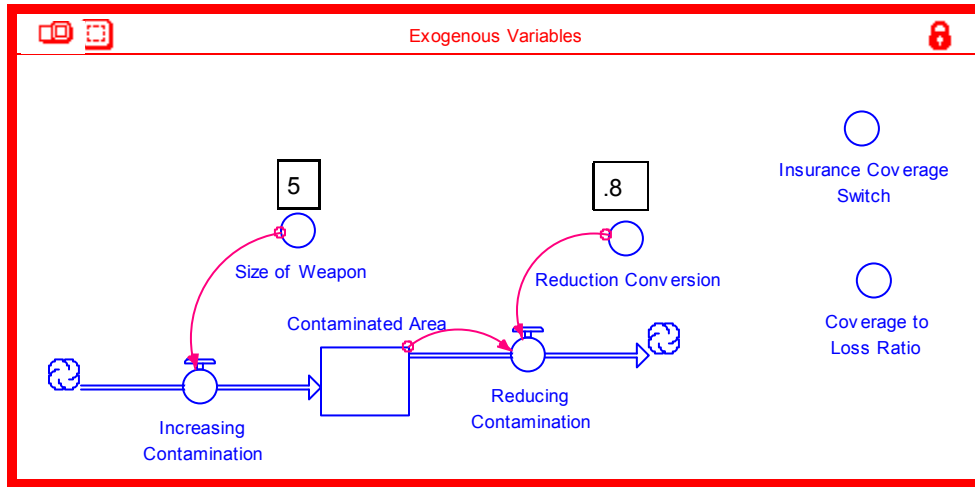 Exogenous Variables
5
.8
Size of Weapon
Reduction Conversion
Insurance Coverage
Switch
Contaminated Area
Coverage to
Loss Ratio
Increasing
Contamination
Reducing
Contamination